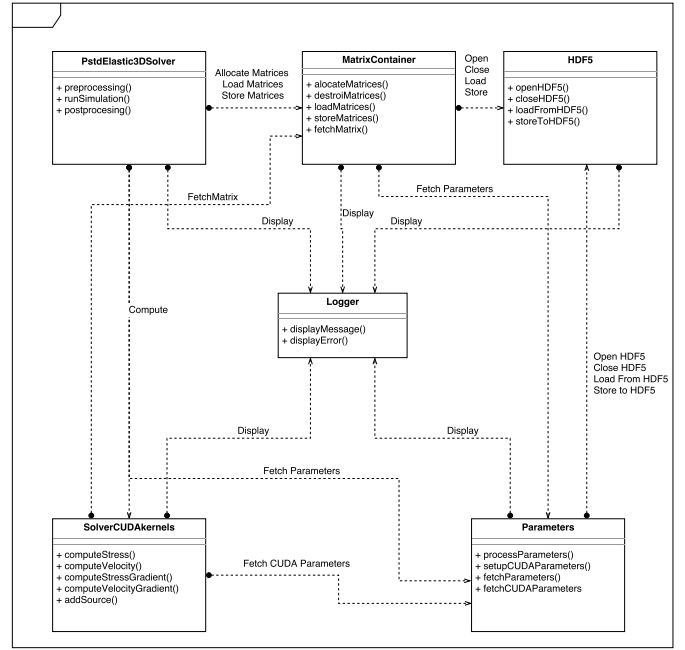 PstdElastic3DSolver
+ preprocessing()
+ runSimulation()
+ postprocesing()
Allocate Matrices
Load Matrices
Store Matrices
MatrixContainer
+ alocateMatrices()
+ destroiMatrices()
+ loadMatrices()
+ storeMatrices()
+ fetchMatrix()
Open
Close
Load
Store
HDF5
+ openHDF5()
+ closeHDF5()
+ loadFromHDF5()
+ storeToHDF5()
FetchMatrix
Fetch Parameters
Display
Display
Display
Logger
+ displayMessage()
+ displayError()
Compute
Open HDF5
Close HDF5
Load From HDF5
Store to HDF5
Display
Display
Fetch Parameters
SolverCUDAkernels
+ computeStress()
+ computeVelocity()
+ computeStressGradient()
+ computeVelocityGradient()
+ addSource()
Fetch CUDA Parameters
Parameters
+ processParameters()
+ setupCUDAParameters()
+ fetchParameters()
+ fetchCUDAParameters